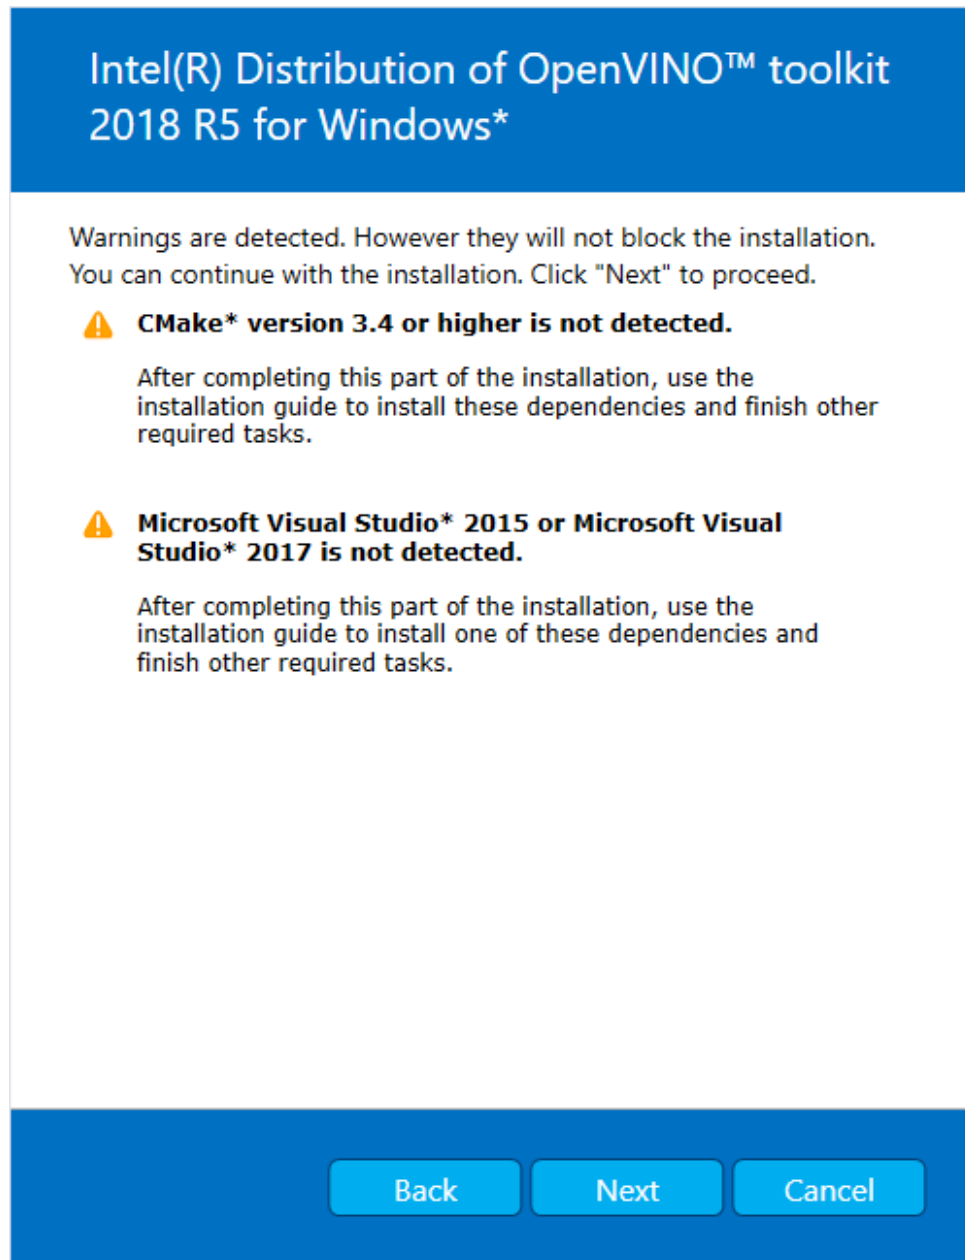 Intel(R) Distribution of OpenVINO™ toolkit
2018 R5 for Windows*
Warnings are detected. However they will not block the installation.
You can continue with the installation. Click "Next" to proceed.
CMake* version 3.4 or higher is not detected.
After completing this part of the installation, use the
installation guide to install these dependencies and finish other
required tasks.
Microsoft Visual Studio* 2015 or Microsoft Visual
Studio* 2017 is not detected.
After completing this part of the installation, use the
installation guide to install one of these dependencies and
finish other required tasks.
Back Next Cancel